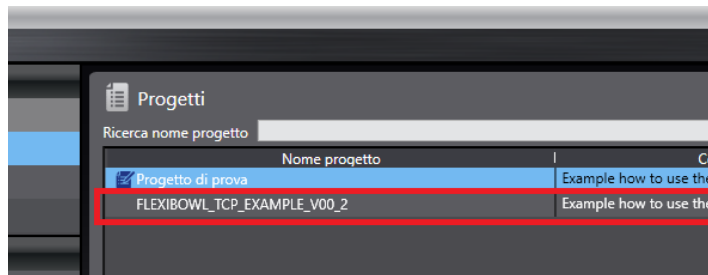 Progetti
Ricerca nome progetto
Nome progetto
Progetto di prova Example how to use the
FLEXIBOWL_TCP_EXAMPLE_V00_2 Example how to use the